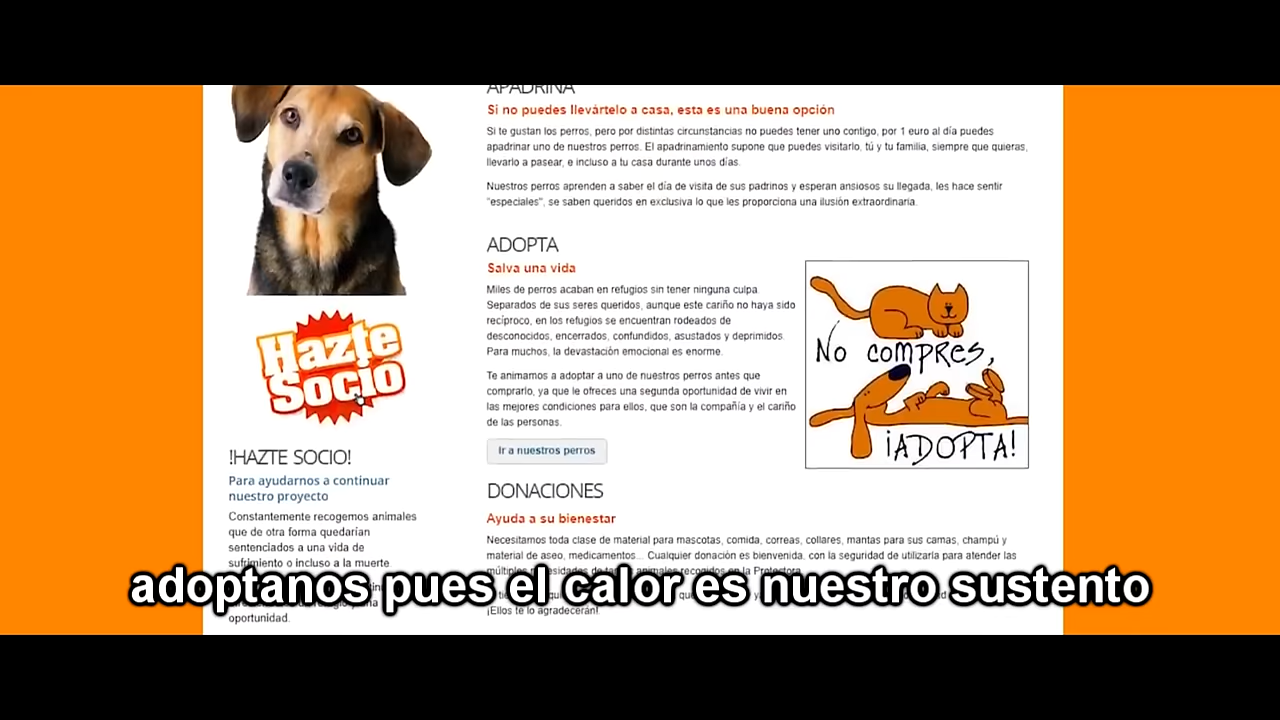 APADRINA
Si no puedes llevártelo a casa, esta es una buena opción
Si te gustan los perros, pero por distintas circunstancias no puedes tener uno contigo, por 1 euro al día puedes
apadrinar uno de nuestros perros. El apadrinamiento supone que puedes visitarlo, tú y tu familia, siempre que quieras,
llevarlo a pasear, e incluso a tu casa durante unos días.
Nuestros perros aprenden a saber el día de visita de sus padrinos y esperan ansiosos su llegada, les hace sentir
"especiales", se saben queridos en exclusiva lo que les proporciona una ilusión extraordinaria.
ADOPTA
Salva una vida
Miles de perros acaban en refugios sin tener ninguna culpa.
Separados de sus seres queridos, aunque este cariño no haya sido
recíproco, en los refugios se encuentran rodeados de
desconocidos, encerrados, confundidos, asustados y deprimidos.
Para muchos, la devastación emocional es enorme.
Te animamos a adoptar a uno de nuestros perros antes que
comprarlo, ya que le ofreces una segunda oportunidad de vivir en
las mejores condiciones para ellos, que son la compañía y el cariño
de las personas.
Ir a nuestros perros
No compres,
¡ADOPTA!
Hazte
Socio
!HAZTE SOCIO!
Para ayudarnos a continuar
nuestro proyecto
Constantemente recogemos animales
que de otra forma quedarían
sentenciados a una vida de
sufrimiento o incluso a la muerte
oportunidad.
DONACIONES
Ayuda a su bienestar
Necesitamos toda clase de material para mascotas, comida, correas, collares, mantas para sus camas, champú y
material de aseo, medicamentos... Cualquier donación es bienvenida, con la seguridad de utilizarla para atender las
múltiples necesidades de animales recogidos en la Protectora.
¡Ellos te lo agradecerán!
adoptanos pues el calor es nuestro sustento